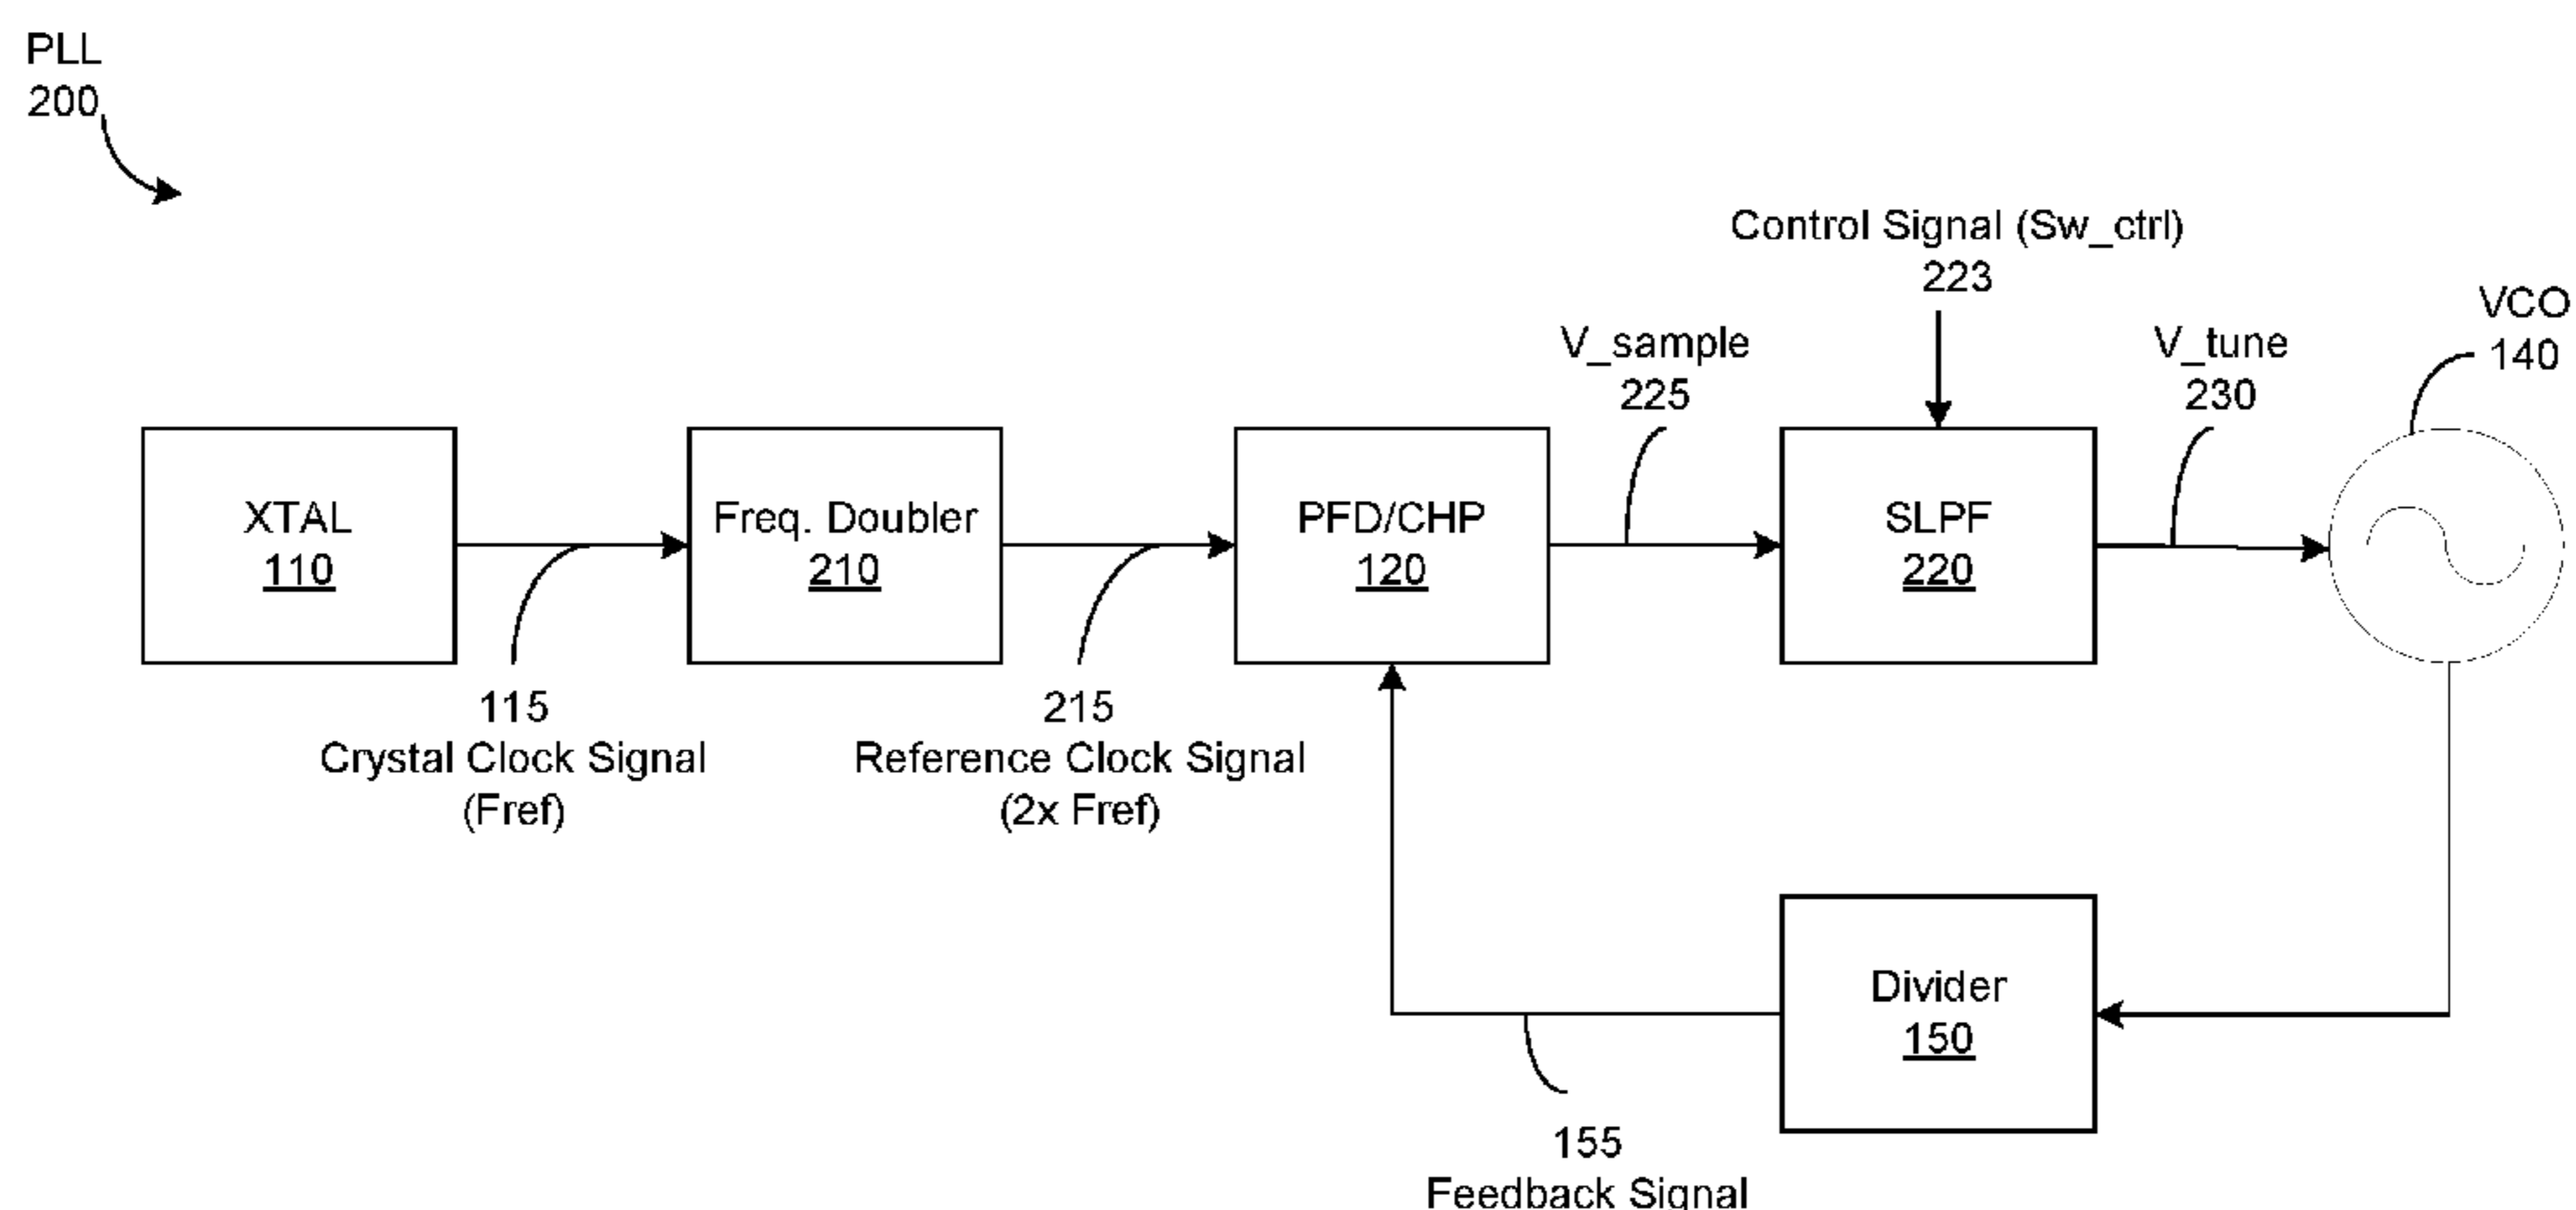 PLL
200
Control Signal (Sw_ctrl)
223
VCO
140
V_sample
225
V_tune
230
XTAL
110
Freq. Doubler
210
PFD/CHP
120
SLPF
220
115
Crystal Clock Signal
(Fref)
215
Reference Clock Signal
(2x Fref)
Divider
150
155
Feedback Signal